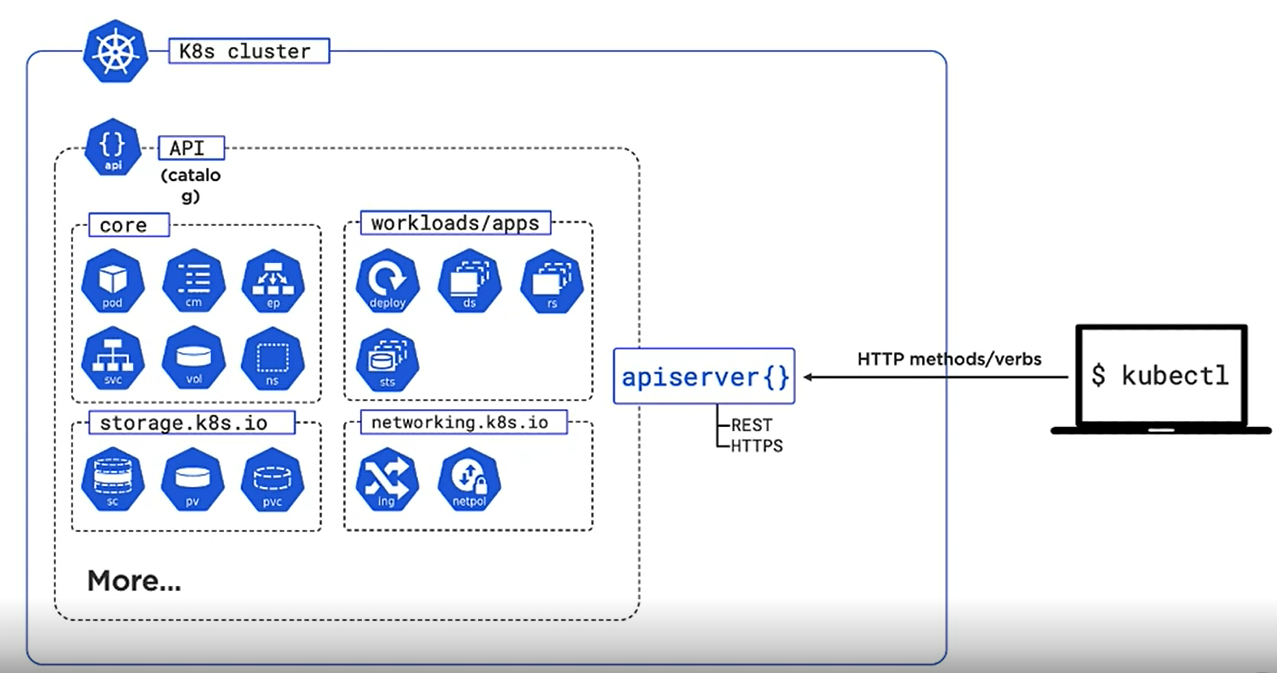 K8s cluster
api
API
(catalo
g)
core
pod
cm
ep
svc
vol
ns
workloads/apps
deploy
ds
rs
sts
storage.k8s.io
sc
pv
pvc
networking.k8s.io
ing
netpol
More...
apiserver{}
REST
HTTPS
HTTP methods/verbs
$ kubectl